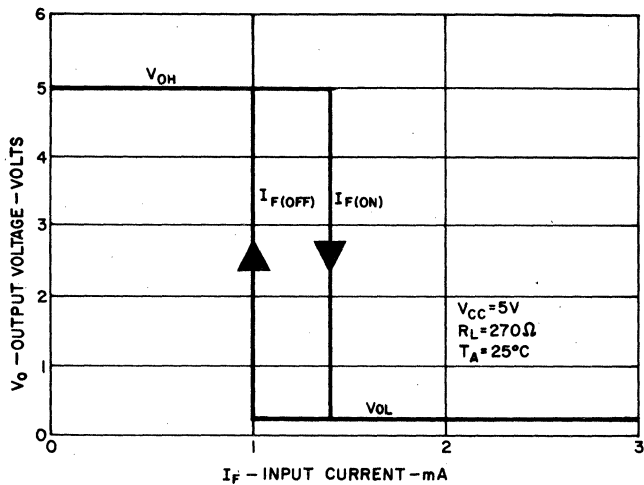 6
5
4
3
2
1
0
V_O – OUTPUT VOLTAGE – VOLTS
V_OH
I_F(OFF)
I_F(ON)
V_CC=5V
R_L=270Ω
T_A=25°C
V_OL
0
1
2
3
I_F – INPUT CURRENT – mA